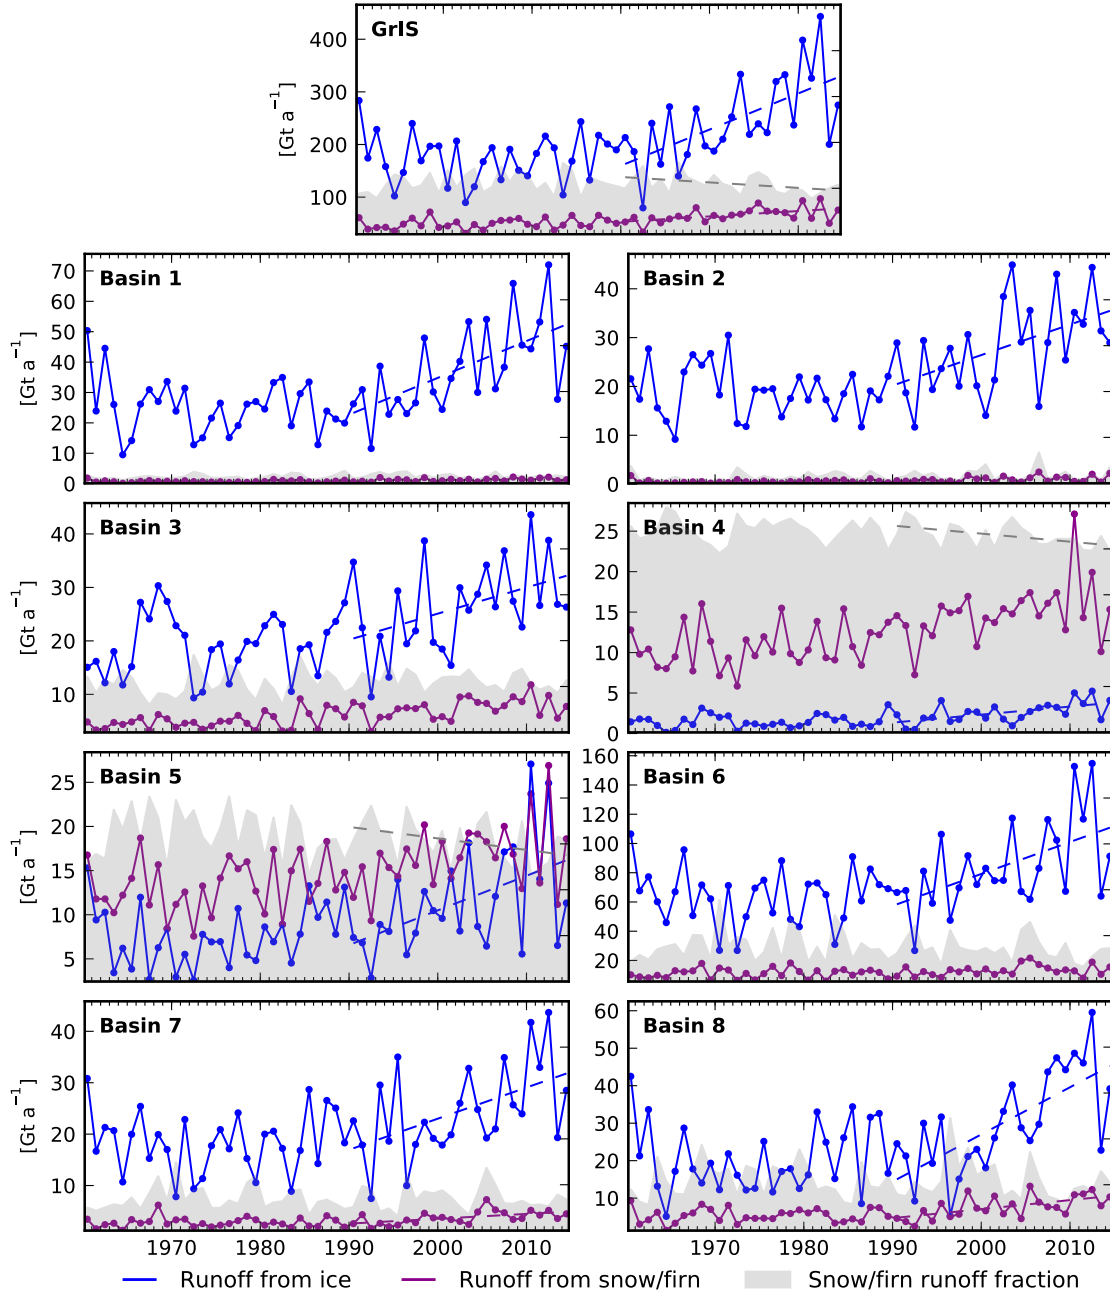 GrIS
400
300
200
100
[Gt a⁻¹]
Basin 1
70
60
50
40
30
20
10
0
[Gt a⁻¹]
Basin 2
40
30
20
10
0
Basin 3
40
30
20
10
[Gt a⁻¹]
Basin 4
25
20
15
10
5
0
Basin 5
25
20
15
10
5
[Gt a⁻¹]
Basin 6
160
140
120
100
80
60
40
20
Basin 7
40
30
20
10
[Gt a⁻¹]
1970 1980 1990 2000 2010
Basin 8
60
50
40
30
20
10
1970 1980 1990 2000 2010
Runoff from ice Runoff from snow/firn Snow/firn runoff fraction